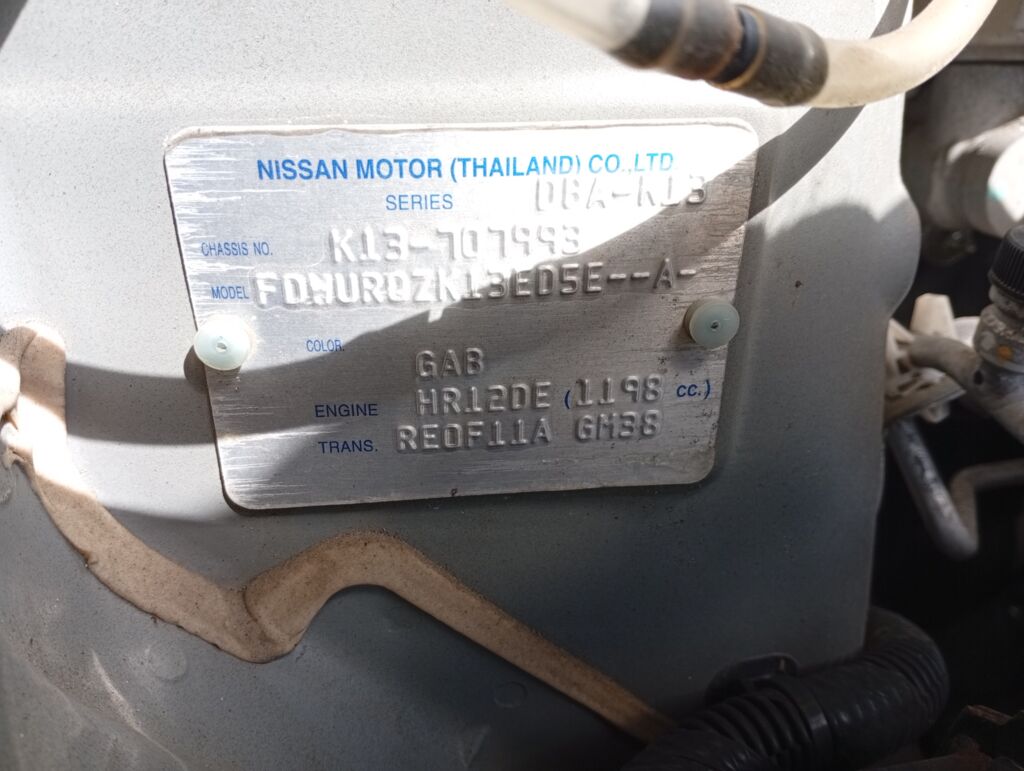 NISSAN MOTOR (THAILAND) CO.,LTD
SERIES DBA-K13
CHASSIS NO. K13-707993
MODEL FDWURQZK13ED5E--A-
COLOR. GAB
ENGINE HR12DE (1198 cc.)
TRANS. RE0F11A GM38